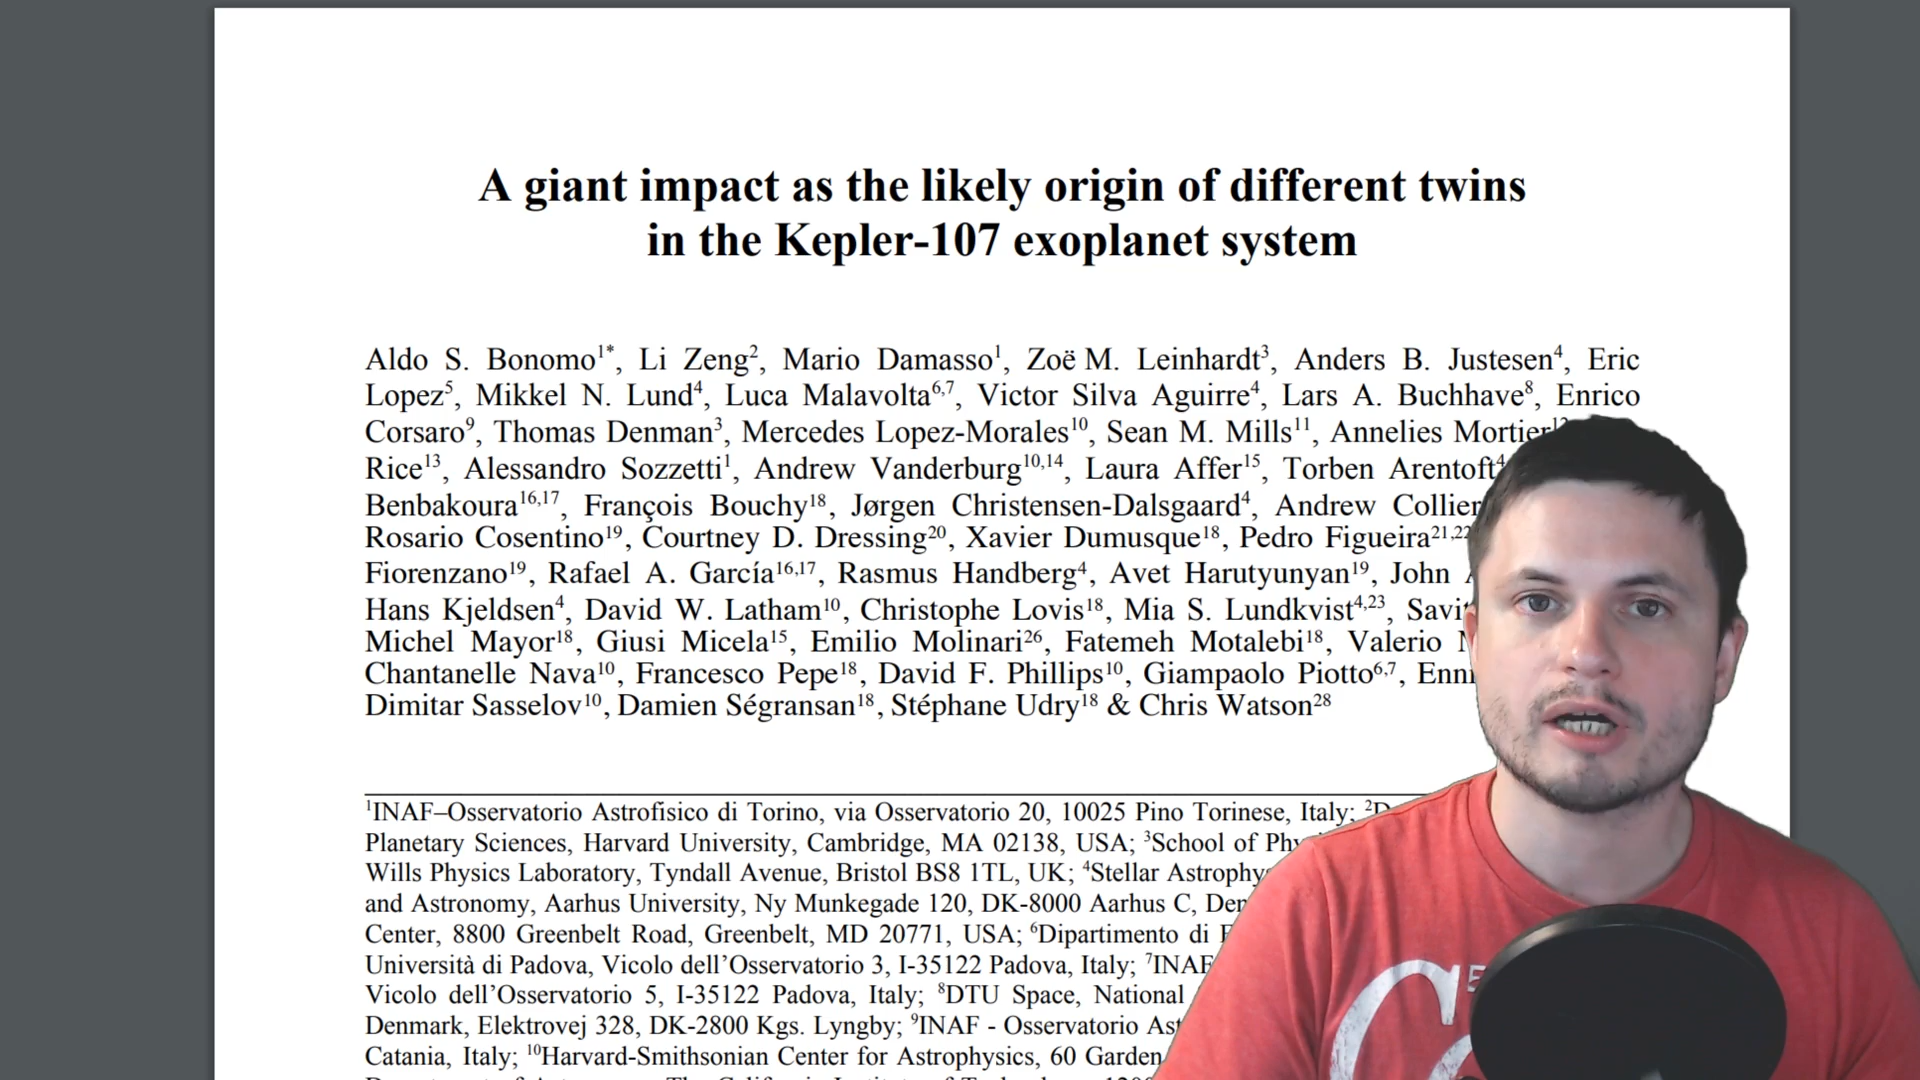 A giant impact as the likely origin of different twins
in the Kepler-107 exoplanet system
Aldo S. Bonomo1*, Li Zeng2, Mario Damasso1, Zoë M. Leinhardt3, Anders B. Justesen4, Eric
Lopez5, Mikkel N. Lund4, Luca Malavolta6,7, Victor Silva Aguirre4, Lars A. Buchhave8, Enrico
Corsaro9, Thomas Denman3, Mercedes Lopez-Morales10, Sean M. Mills11, Annelies Mortier
Rice13, Alessandro Sozzetti1, Andrew Vanderburg10,14, Laura Affer15, Torben Arentoft4
Benbakoura16,17, François Bouchy18, Jørgen Christensen-Dalsgaard4, Andrew Collier
Rosario Cosentino19, Courtney D. Dressing20, Xavier Dumusque18, Pedro Figueira21,22
Fiorenzano19, Rafael A. García16,17, Rasmus Handberg4, Avet Harutyunyan19, John
Hans Kjeldsen4, David W. Latham10, Christophe Lovis18, Mia S. Lundkvist4,23,
Michel Mayor18, Giusi Micela15, Emilio Molinari26, Fatemeh Motalebi18, Valerio
Chantanelle Nava10, Francesco Pepe18, David F. Phillips10, Giampaolo Piotto6,7,
Dimitar Sasselov10, Damien Ségransan18, Stéphane Udry18 & Chris Watson28
1INAF–Osservatorio Astrofisico di Torino, via Osservatorio 20, 10025 Pino Torinese, Italy; 2
Planetary Sciences, Harvard University, Cambridge, MA 02138, USA; 3School of
Wills Physics Laboratory, Tyndall Avenue, Bristol BS8 1TL, UK; 4Stellar
and Astronomy, Aarhus University, Ny Munkegade 120, DK-8000 Aarhus C,
Center, 8800 Greenbelt Road, Greenbelt, MD 20771, USA; 6Dipartimento di
Università di Padova, Vicolo dell’Osservatorio 3, I-35122 Padova, Italy; 7INAF
Vicolo dell’Osservatorio 5, I-35122 Padova, Italy; 8DTU Space, National
Denmark, Elektrovej 328, DK-2800 Kgs. Lyngby; 9INAF - Osservatorio
Catania, Italy; 10Harvard-Smithsonian Center for Astrophysics, 60 Garden